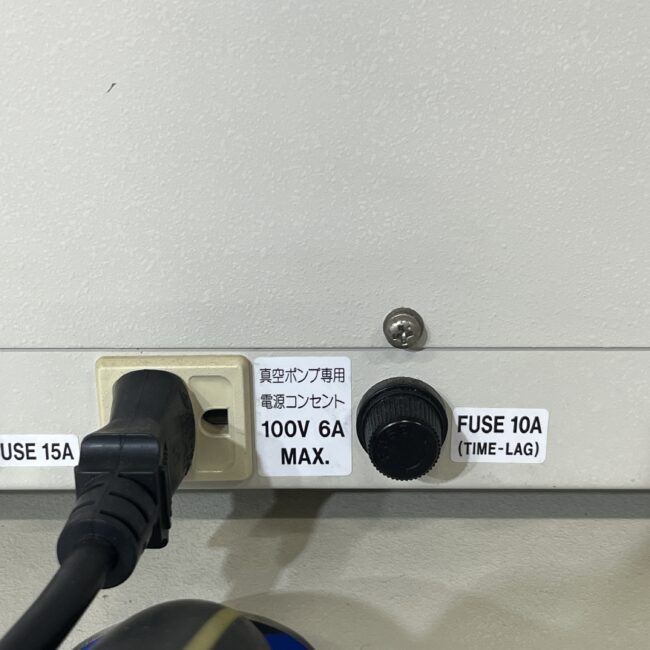 USE 15A
真空ポンプ専用
電源コンセント
100V 6A
MAX.
FUSE 10A
(TIME-LAG)